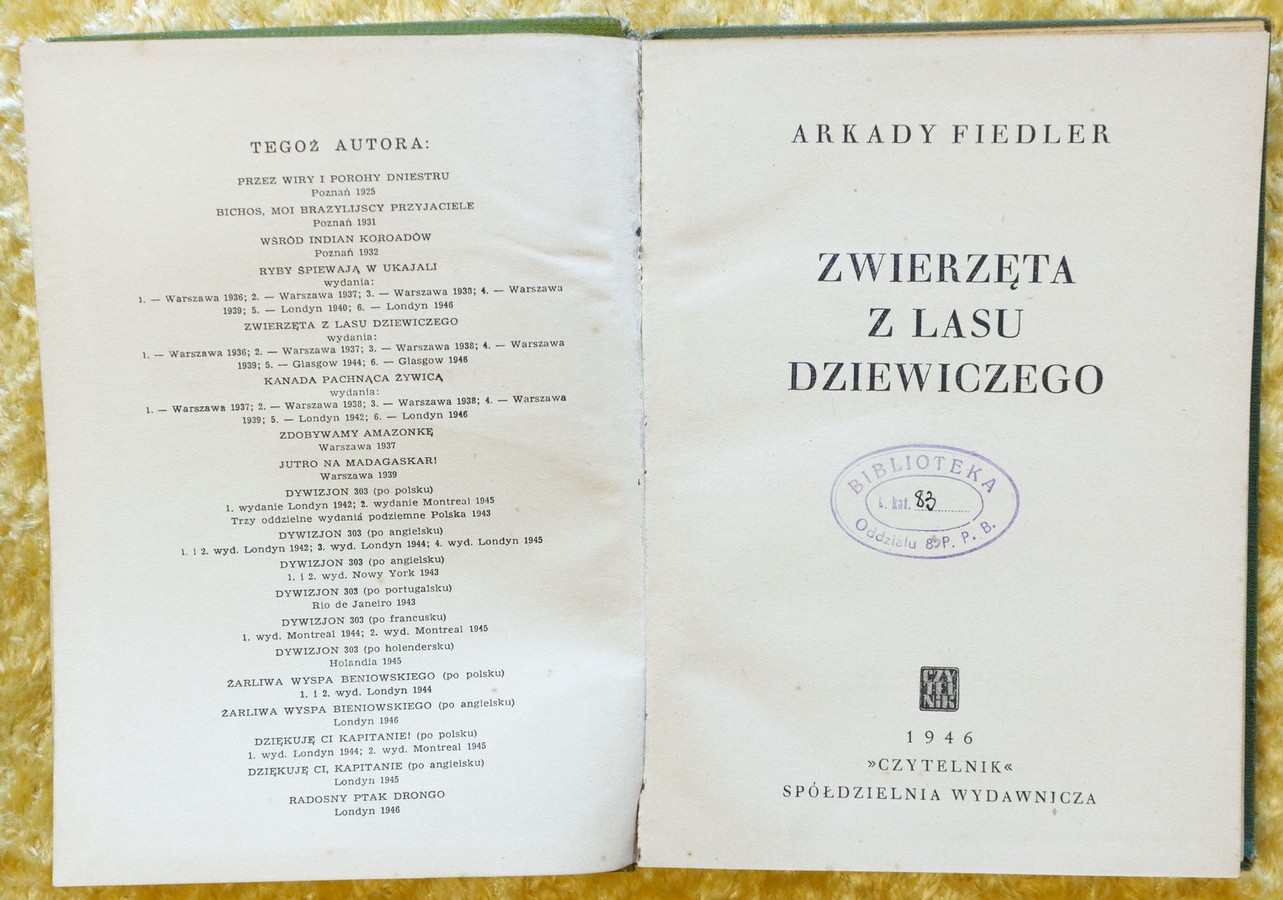 TEGOŻ AUTORA:
PRZEZ WIRY I POROHY DNIESTRU
Poznań 1925
BICHOS, MOI BRAZYLIJSCY PRZYJACIELE
Poznań 1931
WŚRÓD INDIAN KOROADÓW
Poznań 1932
RYBY ŚPIEWAJĄ W UKAJALI
wydania:
1. — Warszawa 1936; 2. — Warszawa 1937; 3. — Warszawa 1938; 4. — Warszawa
1939; 5. — Londyn 1940; 6. — Londyn 1946
ZWIERZĘTA Z LASU DZIEWICZEGO
wydania:
1. — Warszawa 1936; 2. — Warszawa 1937; 3. — Warszawa 1938; 4. — Warszawa
1939; 5. — Glasgow 1944; 6. — Glasgow 1946
KANADA PACHNĄCA ŻYWICĄ
wydania:
1. — Warszawa 1937; 2. — Warszawa 1938; 3. — Warszawa 1938; 4. — Warszawa
1939; 5. — Londyn 1942; 6. — Londyn 1946
ZDOBYWAMY AMAZONKĘ
Warszawa 1937
JUTRO NA MADAGASKAR!
Warszawa 1939
DYWIZJON 303 (po polsku)
1. wydanie Londyn 1942; 2. wydanie Montreal 1945
Trzy oddzielne wydaniá podziemne Polska 1943
DYWIZJON 303 (po angielsku)
1. i 2. wyd. Londyn 1942; 3. wyd. Londyn 1944; 4. wyd. Londyn 1945
DYWIZJON 303 (po angielsku)
1. i 2. wyd. Nowy York 1943
DYWIZJON 303 (po portugalsku)
Rio de Janeiro 1943
DYWIZJON 303 (po francusku)
1. wyd. Montreal 1944; 2. wyd. Montreal 1945
DYWIZJON 303 (po holendersku)
Holandia 1945
ŻARLIWA WYSPA BENIOWSKIEGO (po polsku)
1. i 2. wyd. Londyn 1944
ŻARLIWA WYSPA BIENIOWSKIEGO (po angielsku)
Londyn 1946
DZIĘKUJĘ CI KAPITANIE! (po polsku)
1. wyd. Londyn 1944; 2. wyd. Montreal 1945
DZIĘKUJĘ CI, KAPITANIE (po angielsku)
Londyn 1945
RADOSNY PTAK DRONGO
Londyn 1946
ARKADY FIEDLER
ZWIERZĘTA
Z LASU
DZIEWICZEGO
BIBLIOTEKA
L. kat. 83
Oddziału 8 P. P. B.
CZY
TEL
NIK
1946
»CZYTELNIK«
SPÓŁDZIELNIA WYDAWNICZA